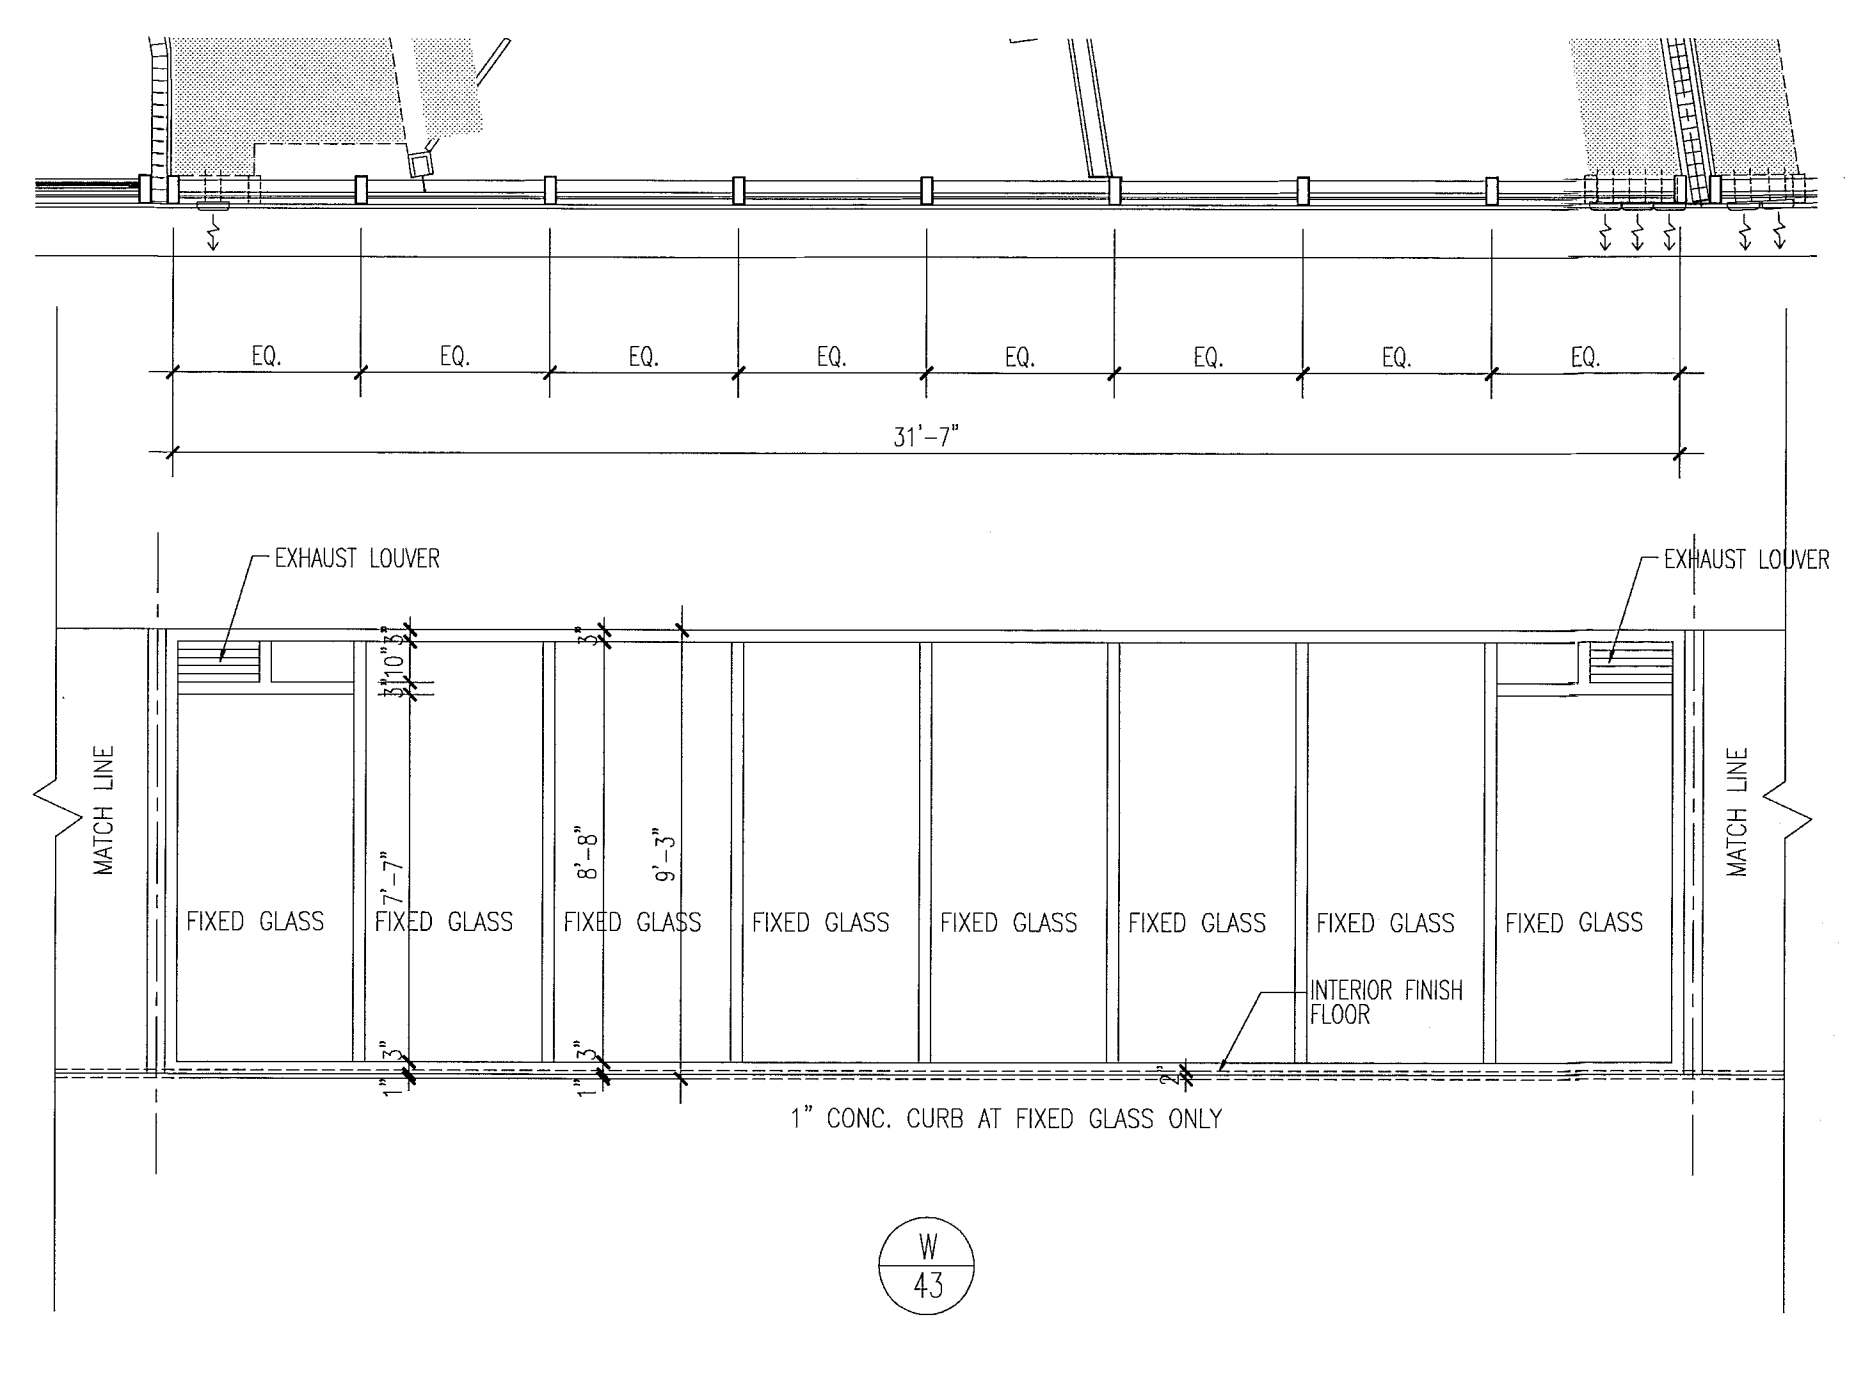 EQ. EQ. EQ. EQ. EQ. EQ. EQ. EQ.
31'-7"
EXHAUST LOUVER
EXHAUST LOUVER
3"
10"
3"
7'-7"
3"
1"
3"
8'-8"
3"
1"
9'-3"
MATCH LINE
MATCH LINE
FIXED GLASS FIXED GLASS FIXED GLASS FIXED GLASS FIXED GLASS FIXED GLASS FIXED GLASS FIXED GLASS
INTERIOR FINISH
FLOOR
2"
1" CONC. CURB AT FIXED GLASS ONLY
W
43